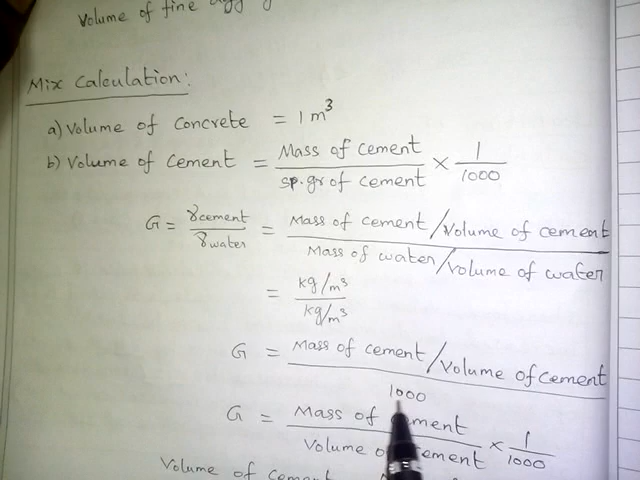 Volume of fine agg
Mix Calculation:
a) Volume of Concrete = 1 m³
b) Volume of Cement = Mass of Cement / sp.gr of cement × 1/1000
G = γcement/γwater = Mass of cement/Volume of cement / Mass of water/Volume of water
= kg/m³ / kg/m³
G = Mass of cement/Volume of cement / 1000
G = Mass of cement / Volume of cement × 1/1000
Volume of Cement